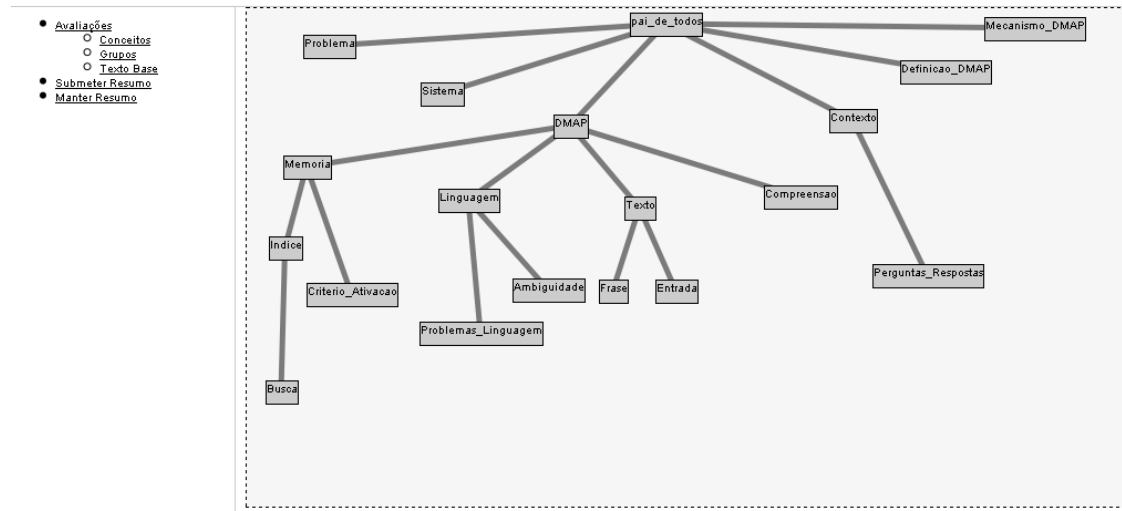 Avaliações
Conceitos
Grupos
Texto Base
Submeter Resumo
Manter Resumo
pai_de_todos
Mecanismo_DMAP
Problema
Definicao_DMAP
Sistema
Contexto
DMAP
Memoria
Compreensao
Linguagem
Texto
Indice
Perguntas_Respostas
Criterio_Ativacao
Ambiguidade
Frase
Entrada
Problemas_Linguagem
Busca